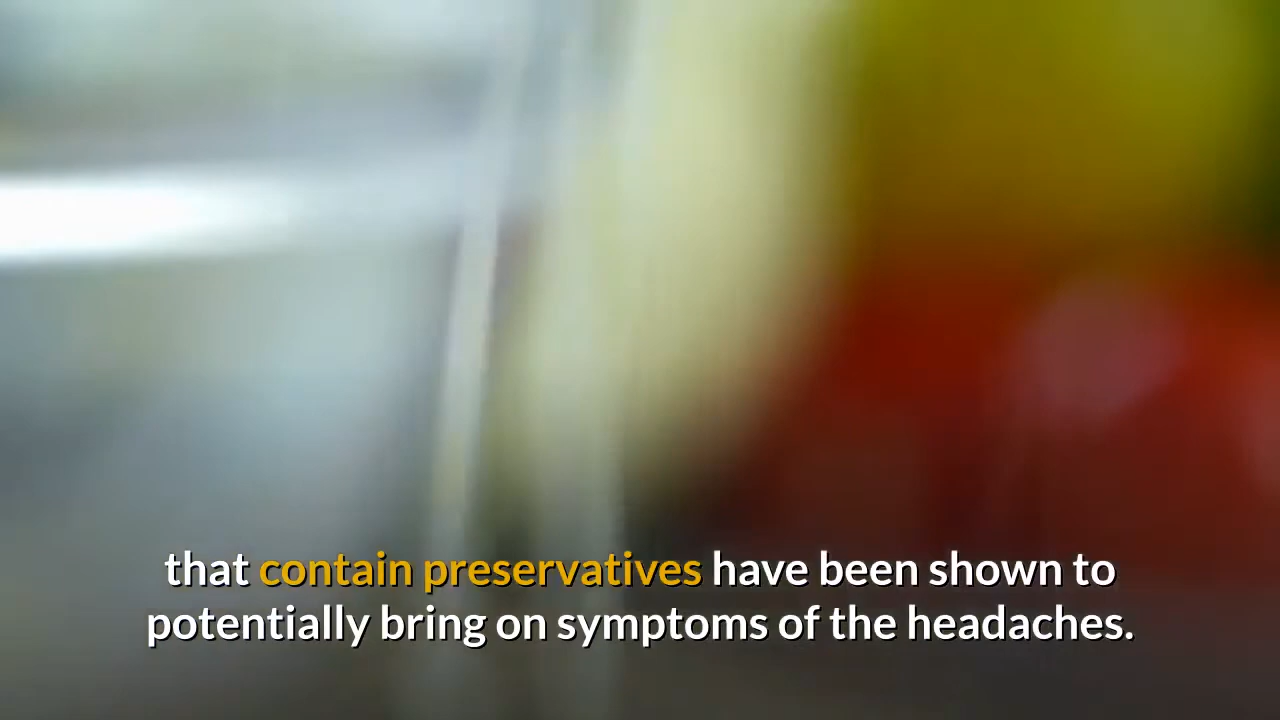 that contain preservatives have been shown to
potentially bring on symptoms of the headaches.